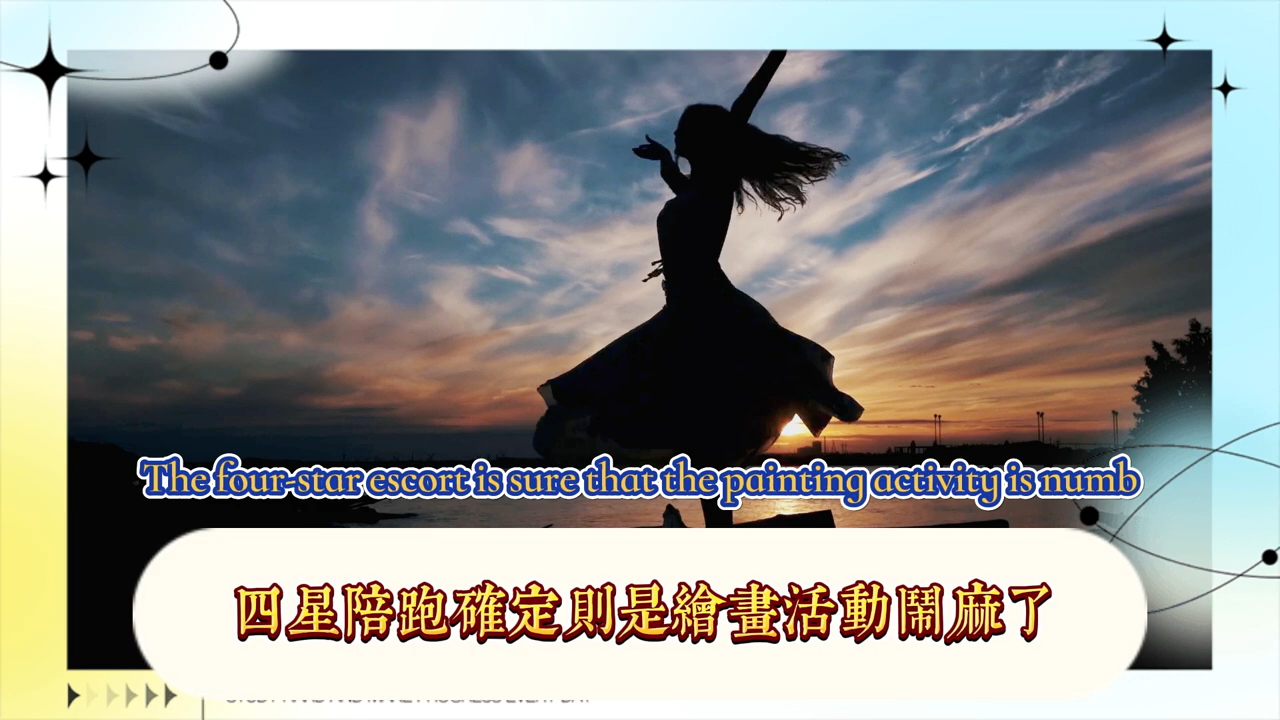 The four-star escort is sure that the painting activity is numb
四星陪跑確定則是繪畫活動鬧麻了